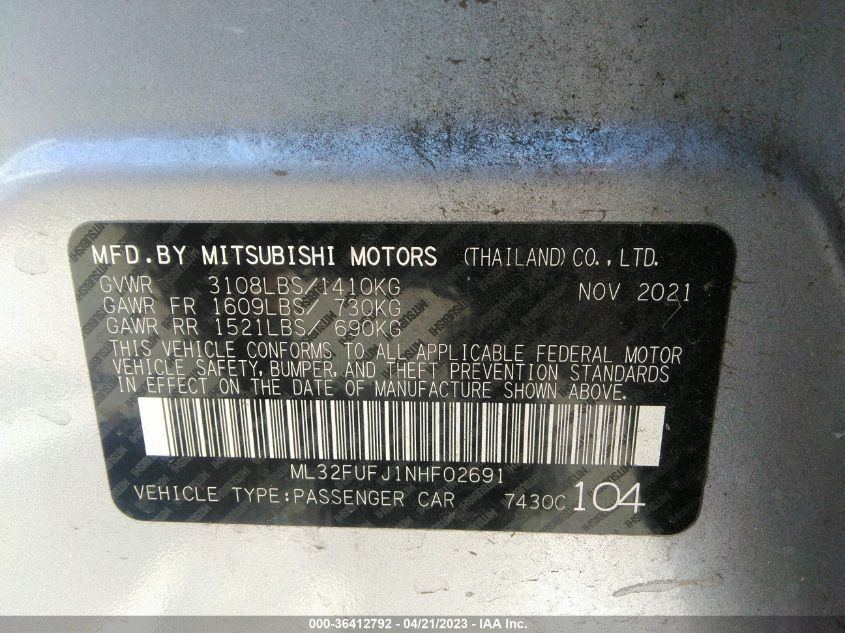 MFD.BY MITSUBISHI MOTORS (THAILAND)CO.,LTD.
GVWR 3108LBS/1410KG NOV 2021
GAWR FR 1609LBS/ 730KG
GAWR RR 1521LBS/ 690KG
THIS VEHICLE CONFORMS TO ALL APPLICABLE FEDERAL MOTOR
VEHICLE SAFETY, BUMPER, AND THEFT PREVENTION STANDARDS
IN EFFECT ON THE DATE OF MANUFACTURE SHOWN ABOVE.
ML32FUFJ1NHF02691
VEHICLE TYPE:PASSENGER CAR 7430C 104
000-36412792 - 04/21/2023 - IAA Inc.